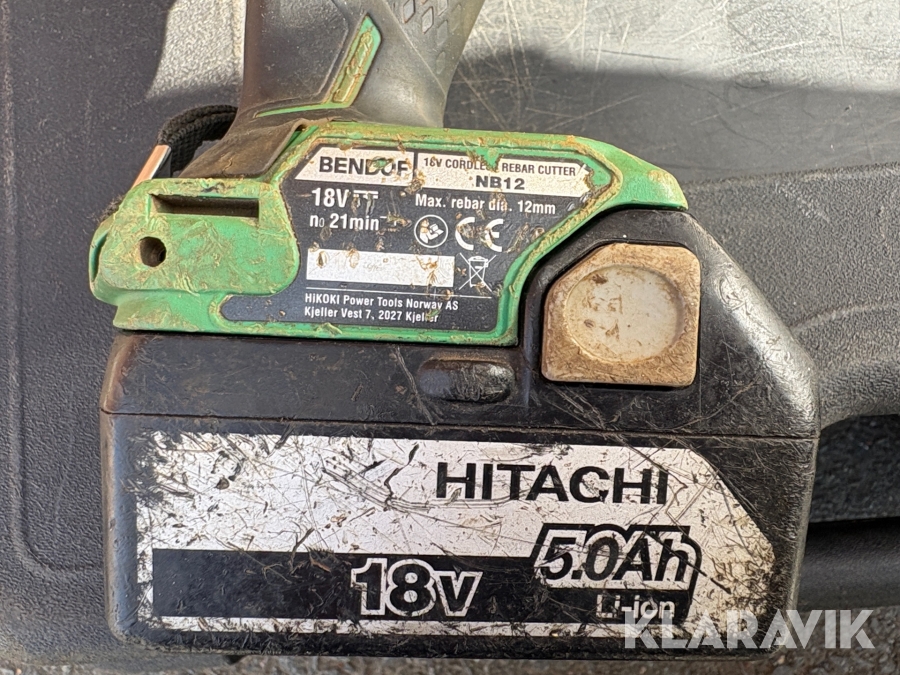 BENDOF
18V CORDLESS REBAR CUTTER
NB12
18V
Max. rebar dia. 12mm
n₀ 21min
CE
HiKOKI Power Tools Norway AS
Kjeller Vest 7, 2027 Kjeller
HITACHI
5.0Ah
18V
Li-ion
KLARAVIK